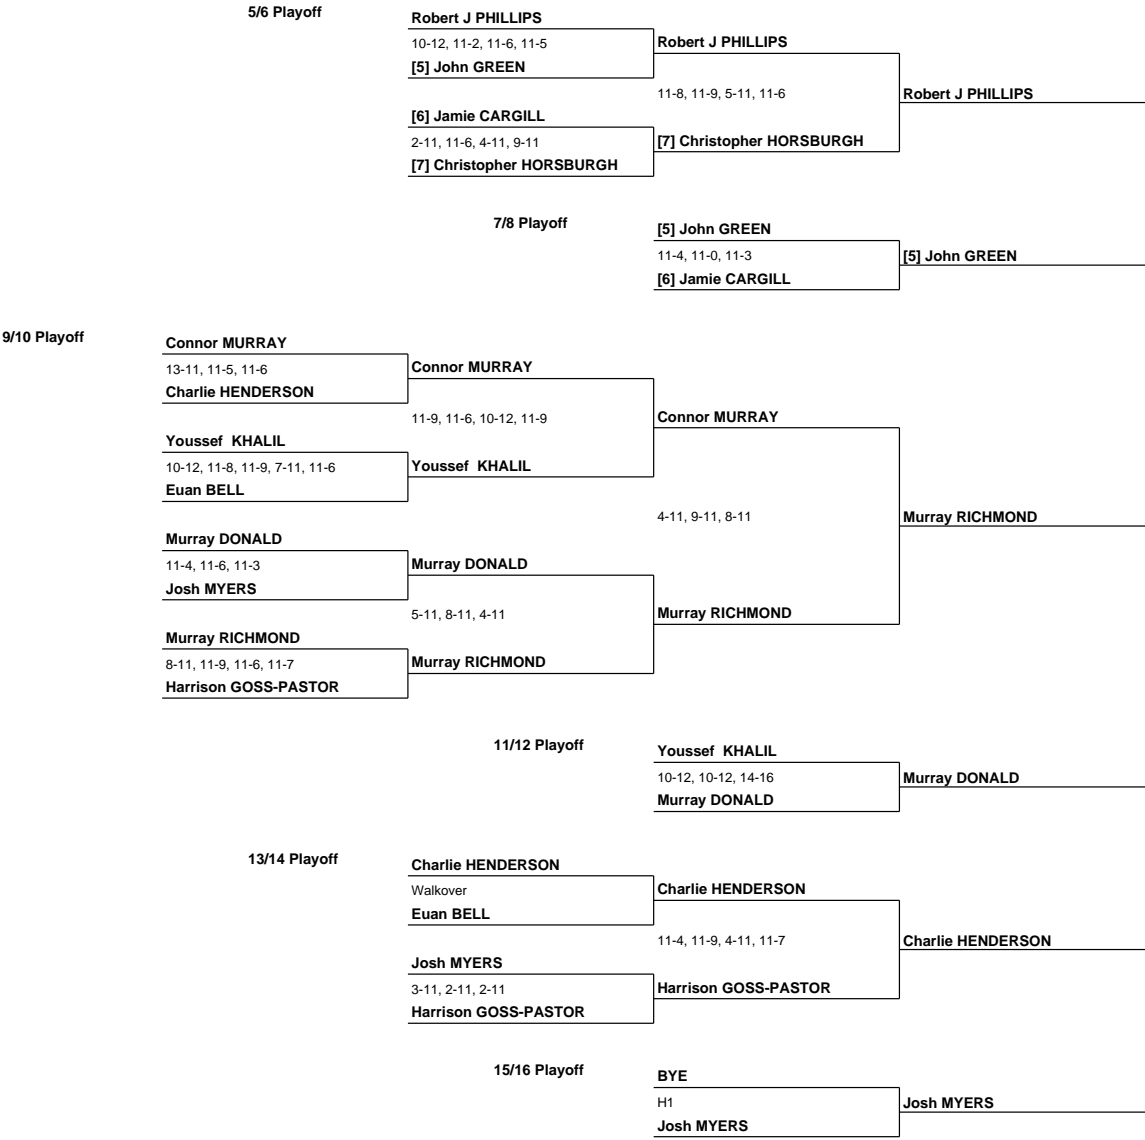 5/6 Playoff
Robert J PHILLIPS
10-12, 11-2, 11-6, 11-5
Robert J PHILLIPS
[5] John GREEN
11-8, 11-9, 5-11, 11-6
Robert J PHILLIPS
[6] Jamie CARGILL
2-11, 11-6, 4-11, 9-11
[7] Christopher HORSBURGH
[7] Christopher HORSBURGH
7/8 Playoff
[5] John GREEN
11-4, 11-0, 11-3
[5] John GREEN
[6] Jamie CARGILL
9/10 Playoff
Connor MURRAY
13-11, 11-5, 11-6
Connor MURRAY
Charlie HENDERSON
11-9, 11-6, 10-12, 11-9
Connor MURRAY
Youssef  KHALIL
10-12, 11-8, 11-9, 7-11, 11-6
Youssef  KHALIL
Euan BELL
4-11, 9-11, 8-11
Murray RICHMOND
Murray DONALD
11-4, 11-6, 11-3
Murray DONALD
Josh MYERS
5-11, 8-11, 4-11
Murray RICHMOND
Murray RICHMOND
8-11, 11-9, 11-6, 11-7
Murray RICHMOND
Harrison GOSS-PASTOR
11/12 Playoff
Youssef  KHALIL
10-12, 10-12, 14-16
Murray DONALD
Murray DONALD
13/14 Playoff
Charlie HENDERSON
Walkover
Charlie HENDERSON
Euan BELL
11-4, 11-9, 4-11, 11-7
Charlie HENDERSON
Josh MYERS
3-11, 2-11, 2-11
Harrison GOSS-PASTOR
Harrison GOSS-PASTOR
15/16 Playoff
BYE
H1
Josh MYERS
Josh MYERS